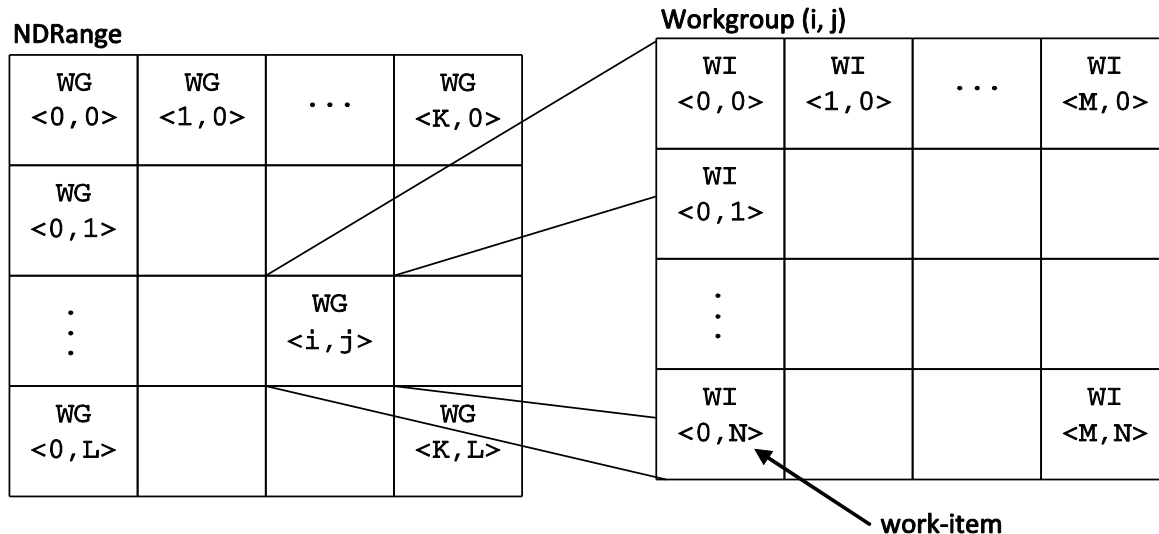 NDRange
WG WG ... WG
<0,0> <1,0> <K,0>
WG
<0,1>
WG
<i,j>
WG WG
<0,L> <K,L>
Workgroup (i, j)
WI WI ... WI
<0,0> <1,0> <M,0>
WI
<0,1>
WI WI
<0,N> <M,N>
work-item